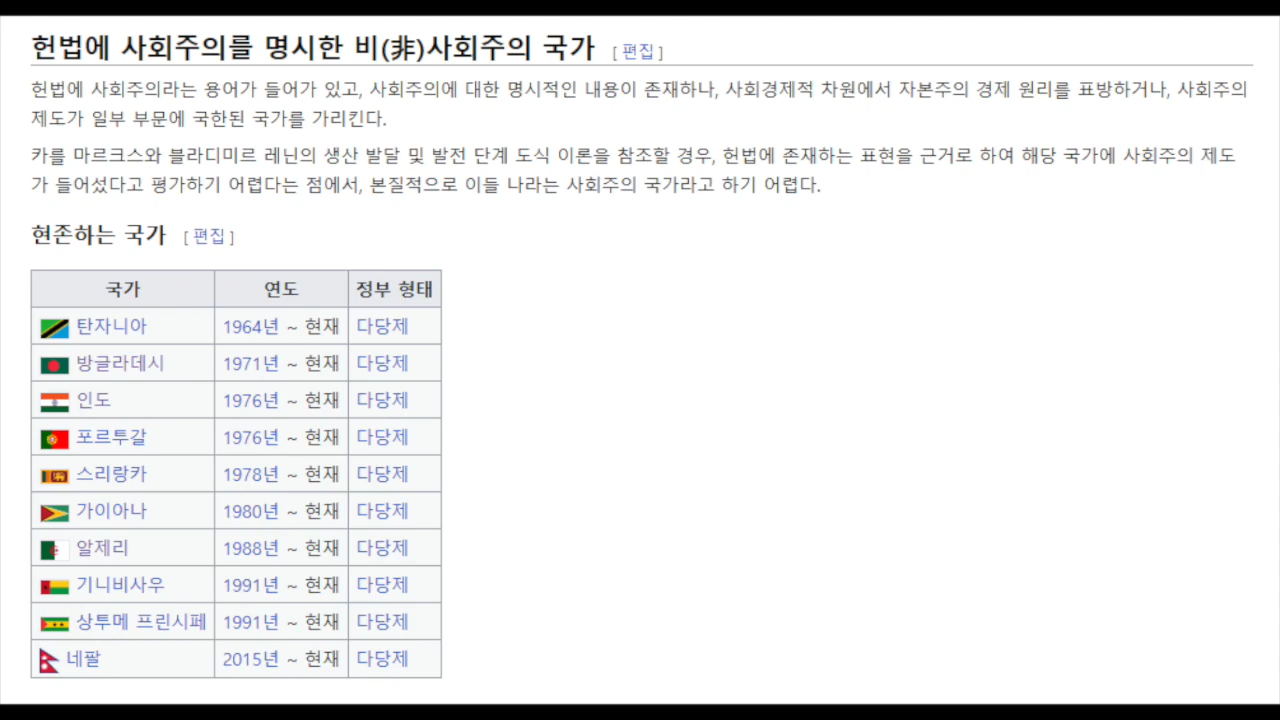 헌법에 사회주의를 명시한 비(非)사회주의 국가 [ 편집 ]
헌법에 사회주의라는 용어가 들어가 있고, 사회주의에 대한 명시적인 내용이 존재하나, 사회경제적 차원에서 자본주의 경제 원리를 표방하거나, 사회주의
제도가 일부 부문에 국한된 국가를 가리킨다.
카를 마르크스와 블라디미르 레닌의 생산 발달 및 발전 단계 도식 이론을 참조할 경우, 헌법에 존재하는 표현을 근거로 하여 해당 국가에 사회주의 제도
가 들어섰다고 평가하기 어렵다는 점에서, 본질적으로 이들 나라는 사회주의 국가라고 하기 어렵다.
현존하는 국가 [ 편집 ]
국가 연도 정부 형태
탄자니아 1964년 ~ 현재 다당제
방글라데시 1971년 ~ 현재 다당제
인도 1976년 ~ 현재 다당제
포르투갈 1976년 ~ 현재 다당제
스리랑카 1978년 ~ 현재 다당제
가이아나 1980년 ~ 현재 다당제
알제리 1988년 ~ 현재 다당제
기니비사우 1991년 ~ 현재 다당제
상투메 프린시페 1991년 ~ 현재 다당제
네팔 2015년 ~ 현재 다당제